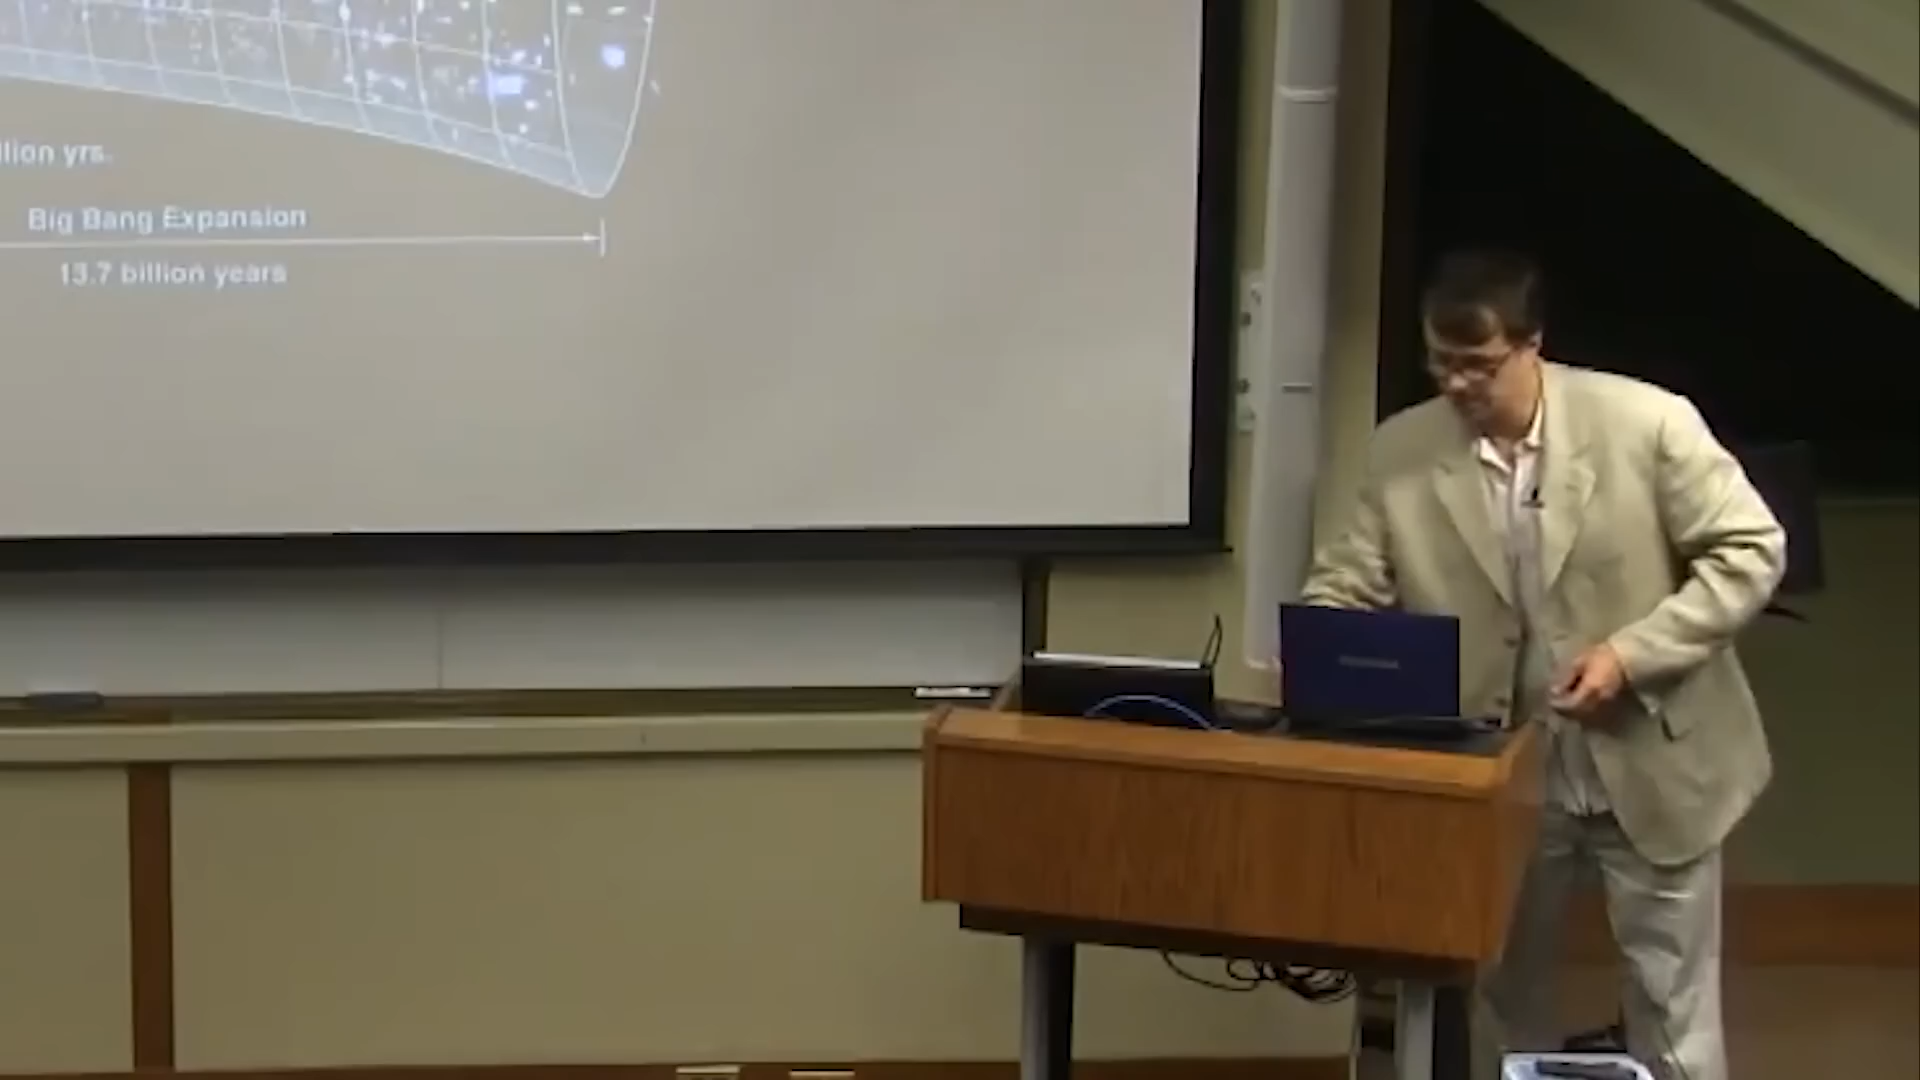 llion yrs.
Big Bang Expansion
13.7 billion years